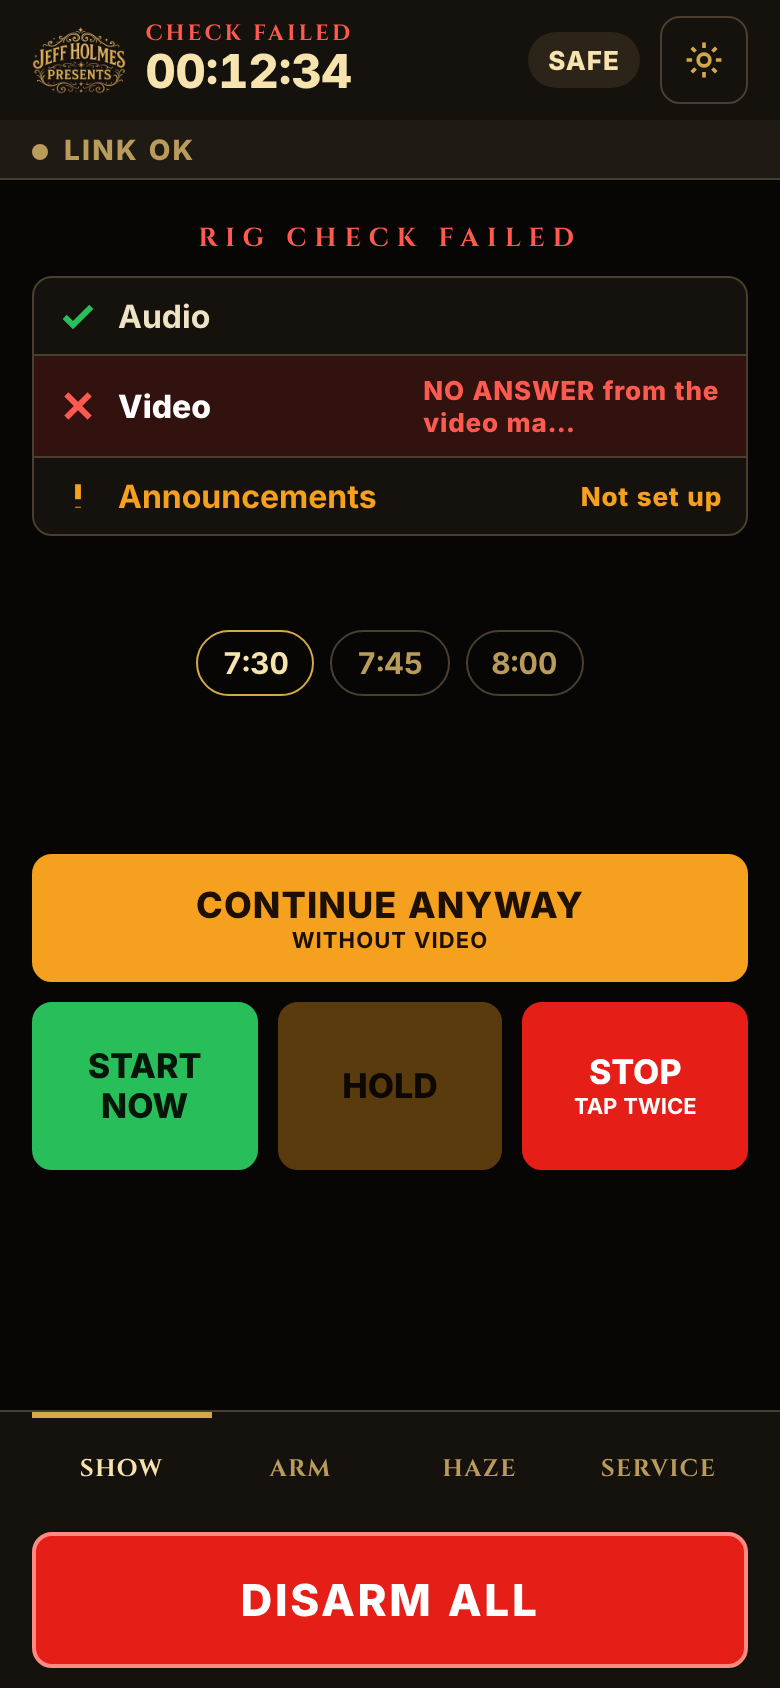 JEFF HOLMES
PRESENTS
CHECK FAILED
00:12:34
SAFE
LINK OK
RIG CHECK FAILED
Audio
Video
NO ANSWER from the
video ma...
Announcements
Not set up
7:30
7:45
8:00
CONTINUE ANYWAY
WITHOUT VIDEO
START
NOW
HOLD
STOP
TAP TWICE
SHOW
ARM
HAZE
SERVICE
DISARM ALL